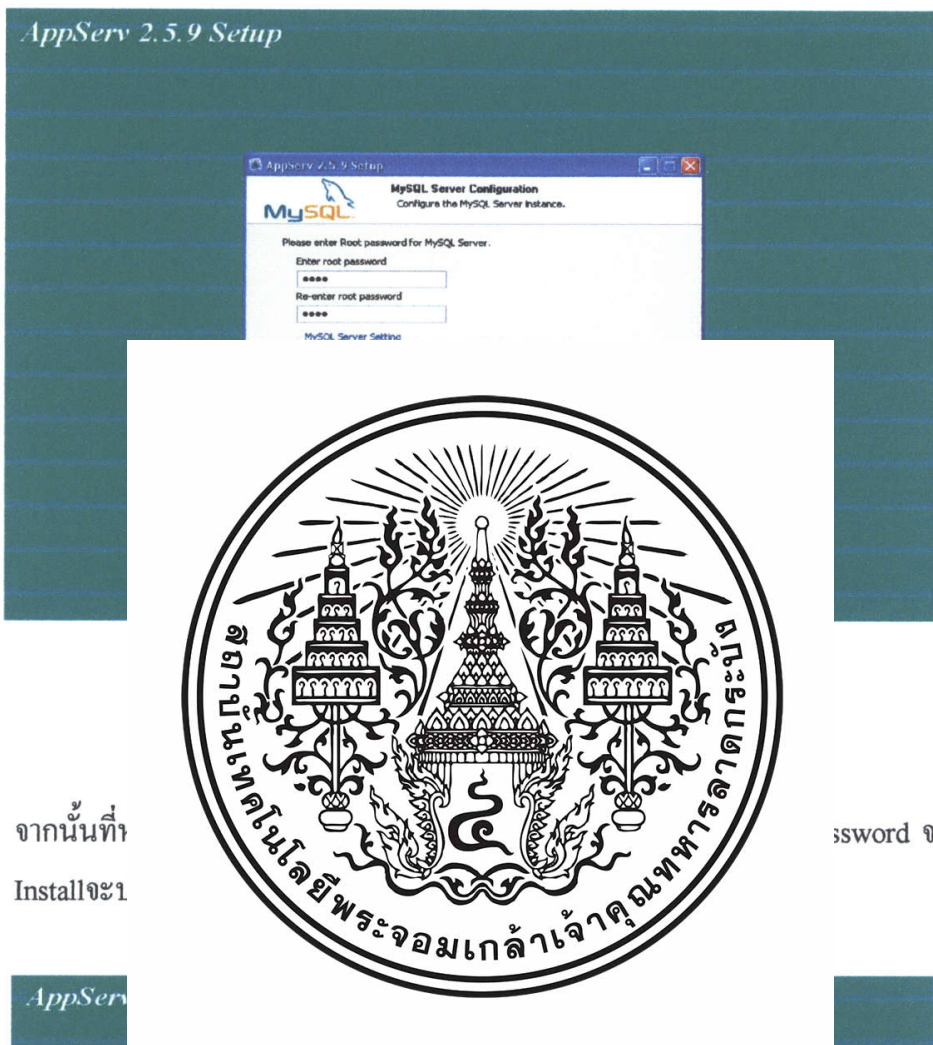 AppServ 2.5.9 Setup
AppServ 2.5.9 Setup
MySQL
MySQL Server Configuration
Configure the MySQL Server Instance.
Please enter Root password for MySQL Server.
Enter root password
Re-enter root password
MySQL Server Setting
สถาบันเทคโนโลยีพระจอมเกล้าเจ้าคุณทหารลาดกระบัง
๔
จากนั้นที่
ssword
Installจะ
AppServ